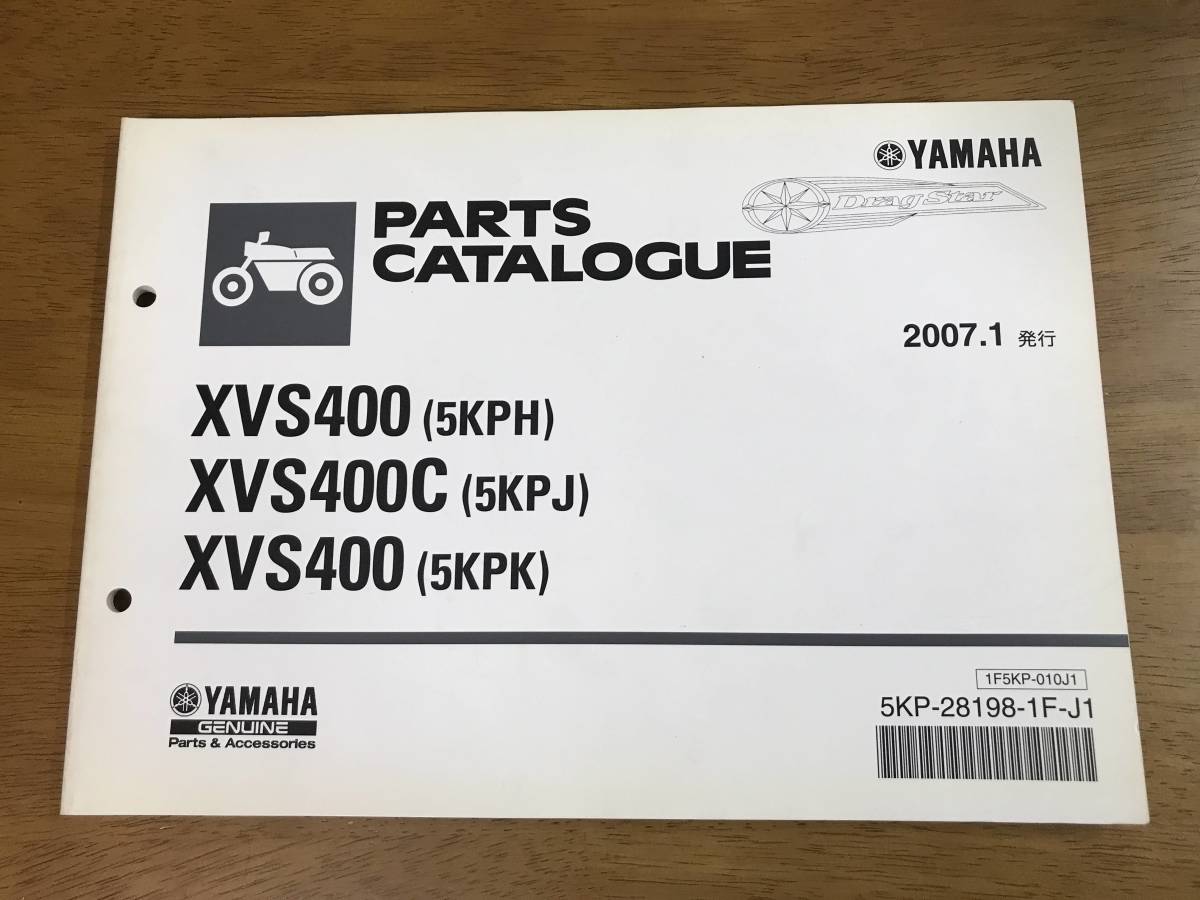 YAMAHA
Drag Star
PARTS
CATALOGUE
2007.1 発行
XVS400 (5KPH)
XVS400C (5KPJ)
XVS400 (5KPK)
YAMAHA
GENUINE
Parts & Accessories
1F5KP-010J1
5KP-28198-1F-J1